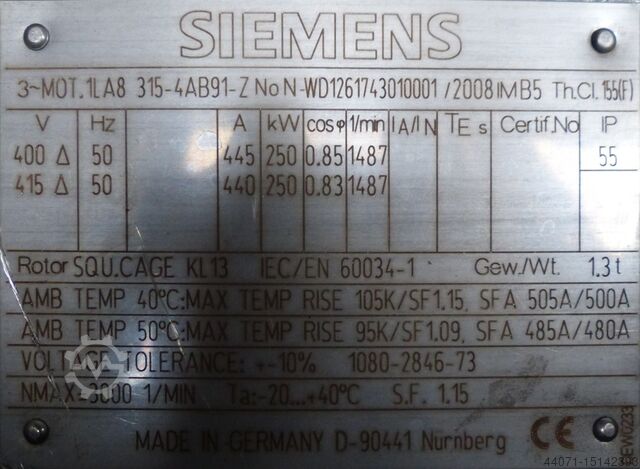 SIEMENS
3~MOT. 1LA8 315-4AB91-Z No N-WD1261743010001 /2008 IM B5 Th.Cl. 155(F)
V Hz A kW cosφ 1/min IA/IN TE s Certif.No IP
400 Δ 50 445 250 0.85 1487 55
415 Δ 50 440 250 0.83 1487
Rotor SQU.CAGE KL13 IEC/EN 60034-1 Gew./Wt. 1.3 t
AMB TEMP 40°C:MAX TEMP RISE 105K/SF1.15, SFA 505A/500A
AMB TEMP 50°C:MAX TEMP RISE 95K/SF1.09, SFA 485A/480A
VOLTAGE TOLERANCE: +-10% 1080-2846-73
NMAX=3000 1/MIN Ta:-20...+40°C S.F. 1.15
MADE IN GERMANY D-90441 Nürnberg CE